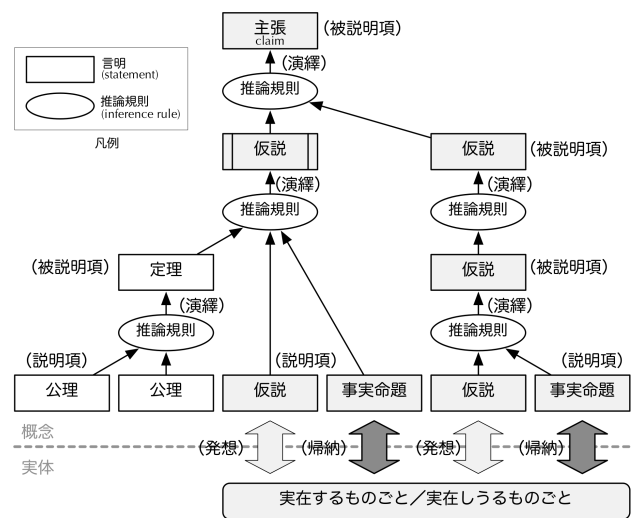 主張
claim
(被説明項)
(演繹)
推論規則
言明
(statement)
推論規則
(inference rule)
凡例
仮説
仮説
(被説明項)
(演繹)
(演繹)
推論規則
推論規則
(被説明項)
定理
仮説
(被説明項)
(演繹)
(演繹)
推論規則
推論規則
(説明項)
(説明項)
(説明項)
公理
公理
仮説
事実命題
仮説
事実命題
概念
(発想)
(帰納)
(発想)
(帰納)
実体
実在するものごと／実在しうるものごと